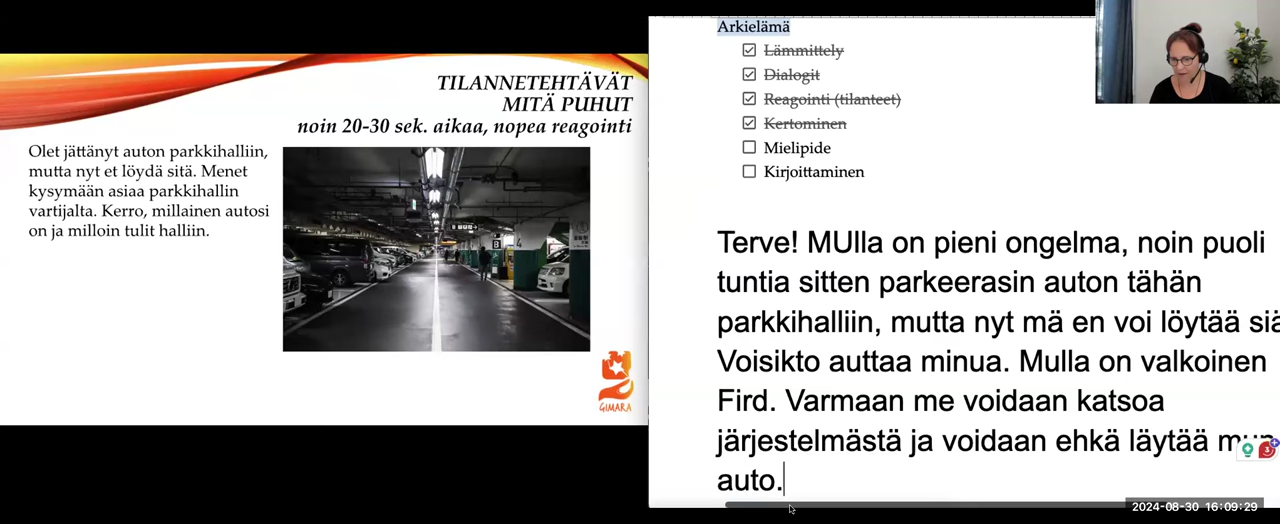 TILANNETEHTÄVÄT
MITÄ PUHUT
noin 20-30 sek. aikaa, nopea reagointi
Olet jättänyt auton parkkihalliin,
mutta nyt et löydä sitä. Menet
kysymään asiaa parkkihallin
vartijalta. Kerro, millainen autosi
on ja milloin tulit halliin.
GIMARA
Arkielämä
Lämmittely
Dialogit
Reagointi (tilanteet)
Kertominen
Mielipide
Kirjoittaminen
Terve! MUlla on pieni ongelma, noin puoli
tuntia sitten parkeerasin auton tähän
parkkihalliin, mutta nyt mä en voi löytää
Voisikto auttaa minua. Mulla on valkoinen
Fird. Varmaan me voidaan katsoa
järjestelmästä ja voidaan ehkä läytää
auto.
3
2024-08-30 16:09:29